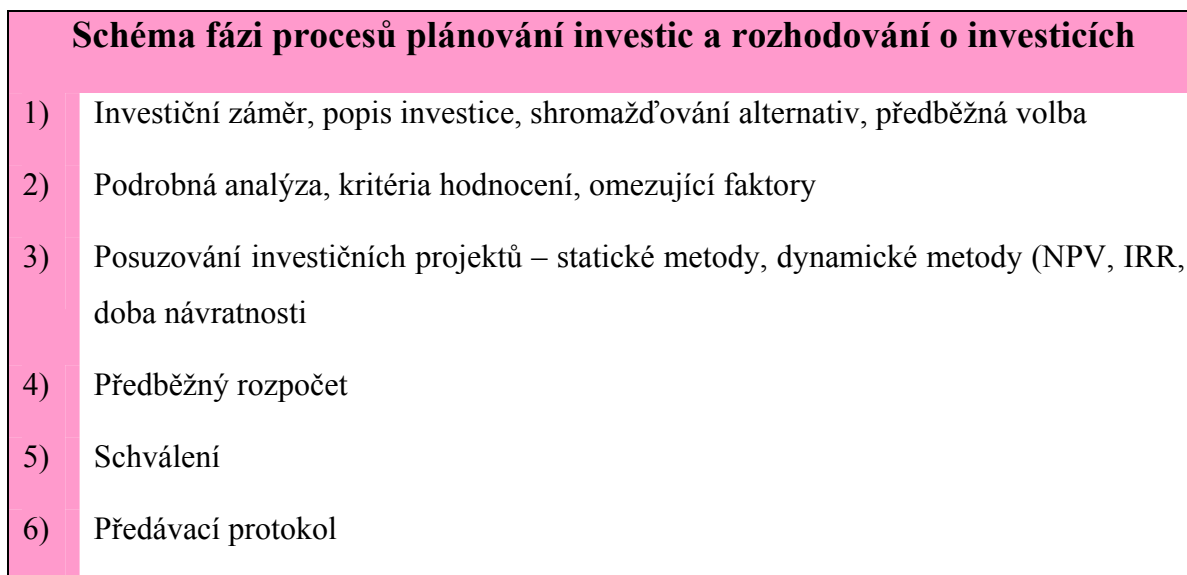 Schéma fázi procesů plánování investic a rozhodování o investicích
1) Investiční záměr, popis investice, shromažďování alternativ, předběžná volba
2) Podrobná analýza, kritéria hodnocení, omezující faktory
3) Posuzování investičních projektů – statické metody, dynamické metody (NPV, IRR,
doba návratnosti
4) Předběžný rozpočet
5) Schválení
6) Předávací protokol